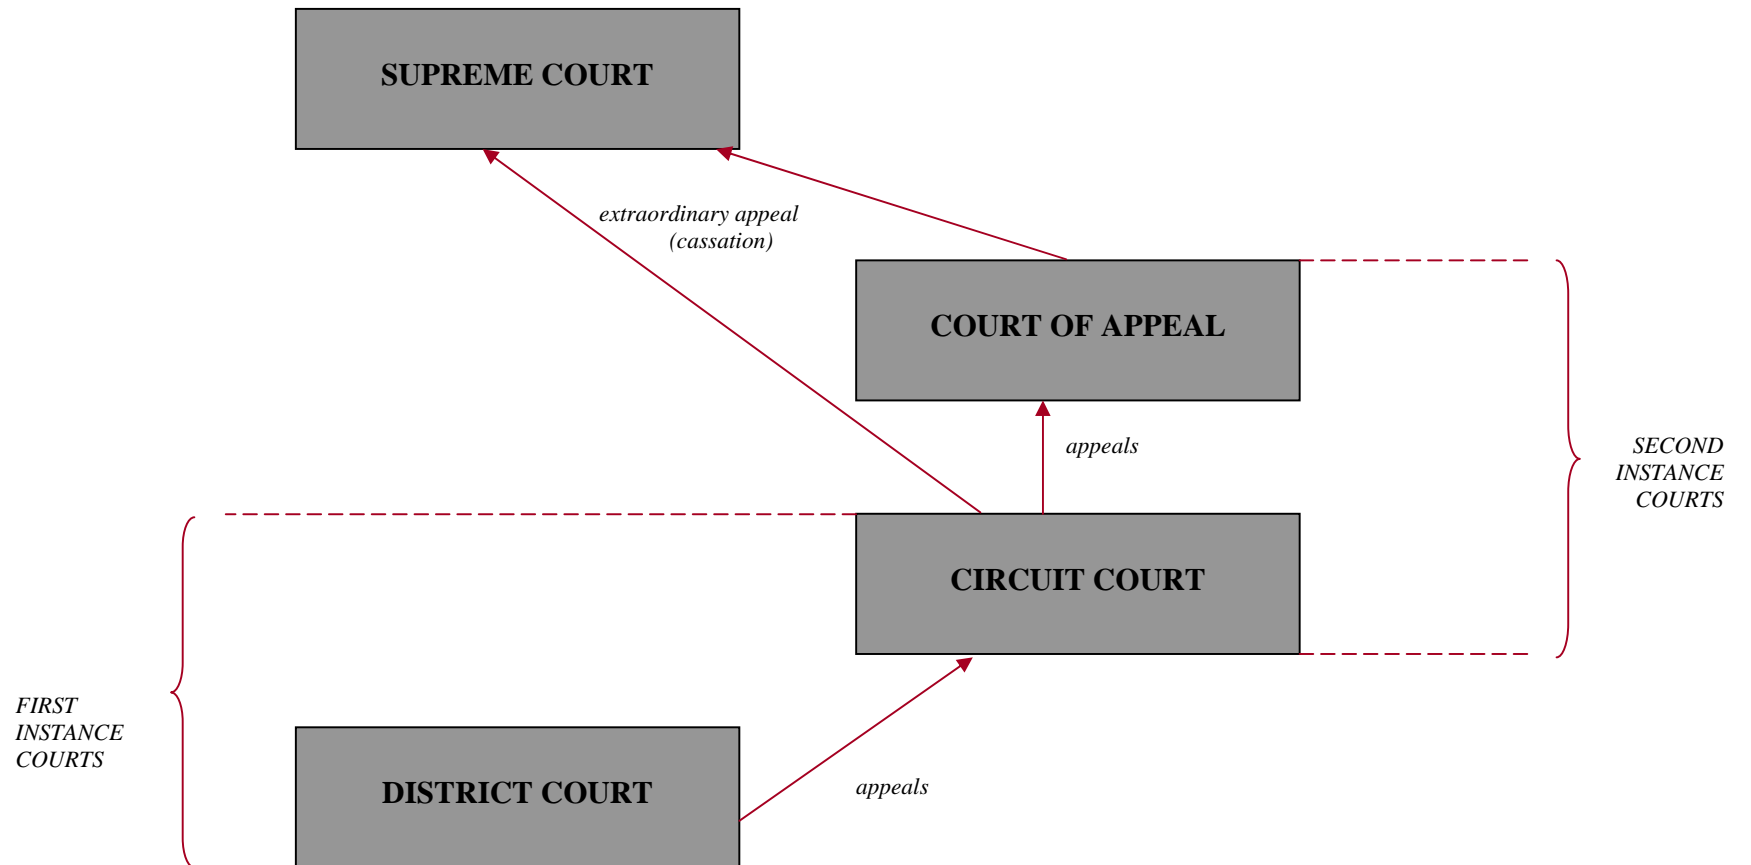 SUPREME COURT
extraordinary appeal
(cassation)
COURT OF APPEAL
appeals
SECOND
INSTANCE
COURTS
CIRCUIT COURT
FIRST
INSTANCE
COURTS
DISTRICT COURT
appeals